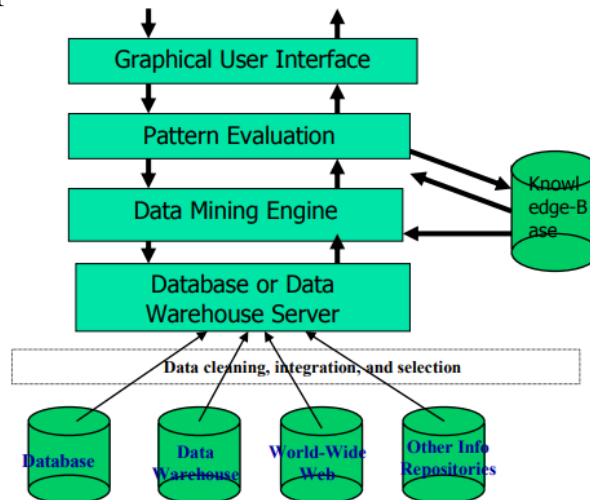 Graphical User Interface
Pattern Evaluation
Knowl
edge-B
ase
Data Mining Engine
Database or Data
Warehouse Server
Data cleaning, integration, and selection
Database
Data
Warehouse
World-Wide
Web
Other Info
Repositories